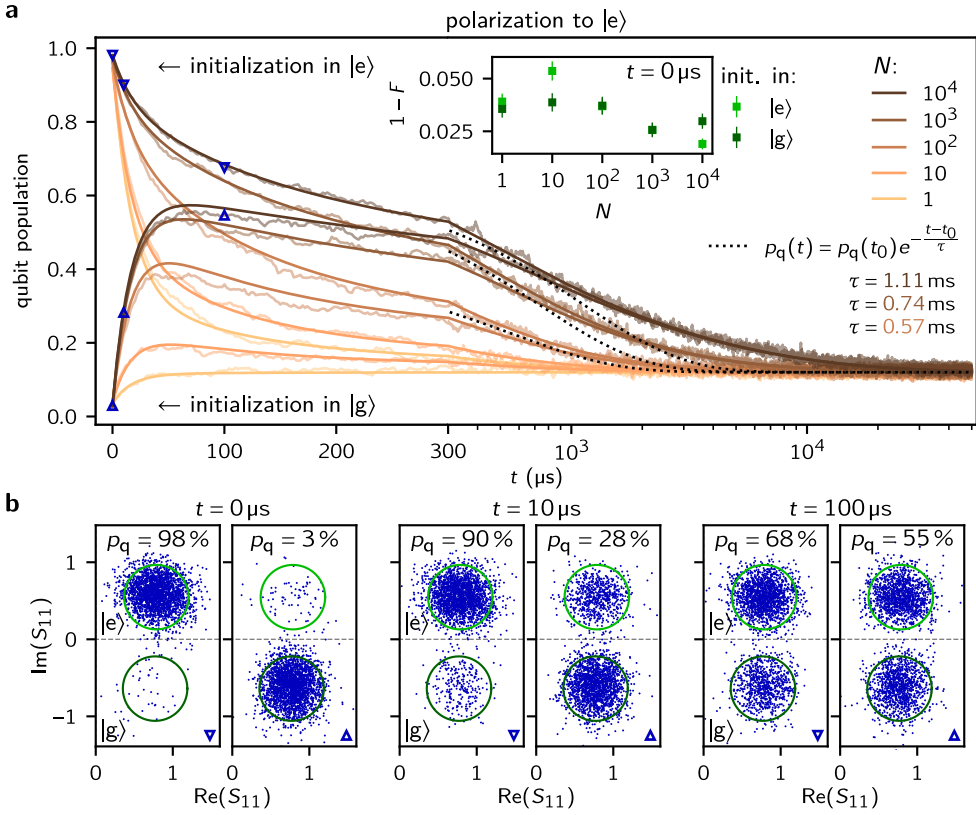 a
polarization to |e⟩
1.0
0.8
0.6
0.4
0.2
0.0
qubit population
← initialization in |e⟩
← initialization in |g⟩
0.050
0.025
1 − F
t = 0 µs
1 10 10² 10³ 10⁴
N
init. in:
|e⟩
|g⟩
N:
10⁴
10³
10²
10
1
p_q(t) = p_q(t₀)e^{−(t−t₀)/τ}
τ = 1.11 ms
τ = 0.74 ms
τ = 0.57 ms
0 100 200 300 10³ 10⁴
t (µs)
b
t = 0 µs t = 10 µs t = 100 µs
p_q = 98 % p_q = 3 % p_q = 90 % p_q = 28 % p_q = 68 % p_q = 55 %
1
0
−1
Im(S₁₁)
|e⟩ |e⟩ |e⟩
|g⟩ |g⟩ |g⟩
0 1 1 0 1 1 0 1 1
Re(S₁₁) Re(S₁₁) Re(S₁₁)